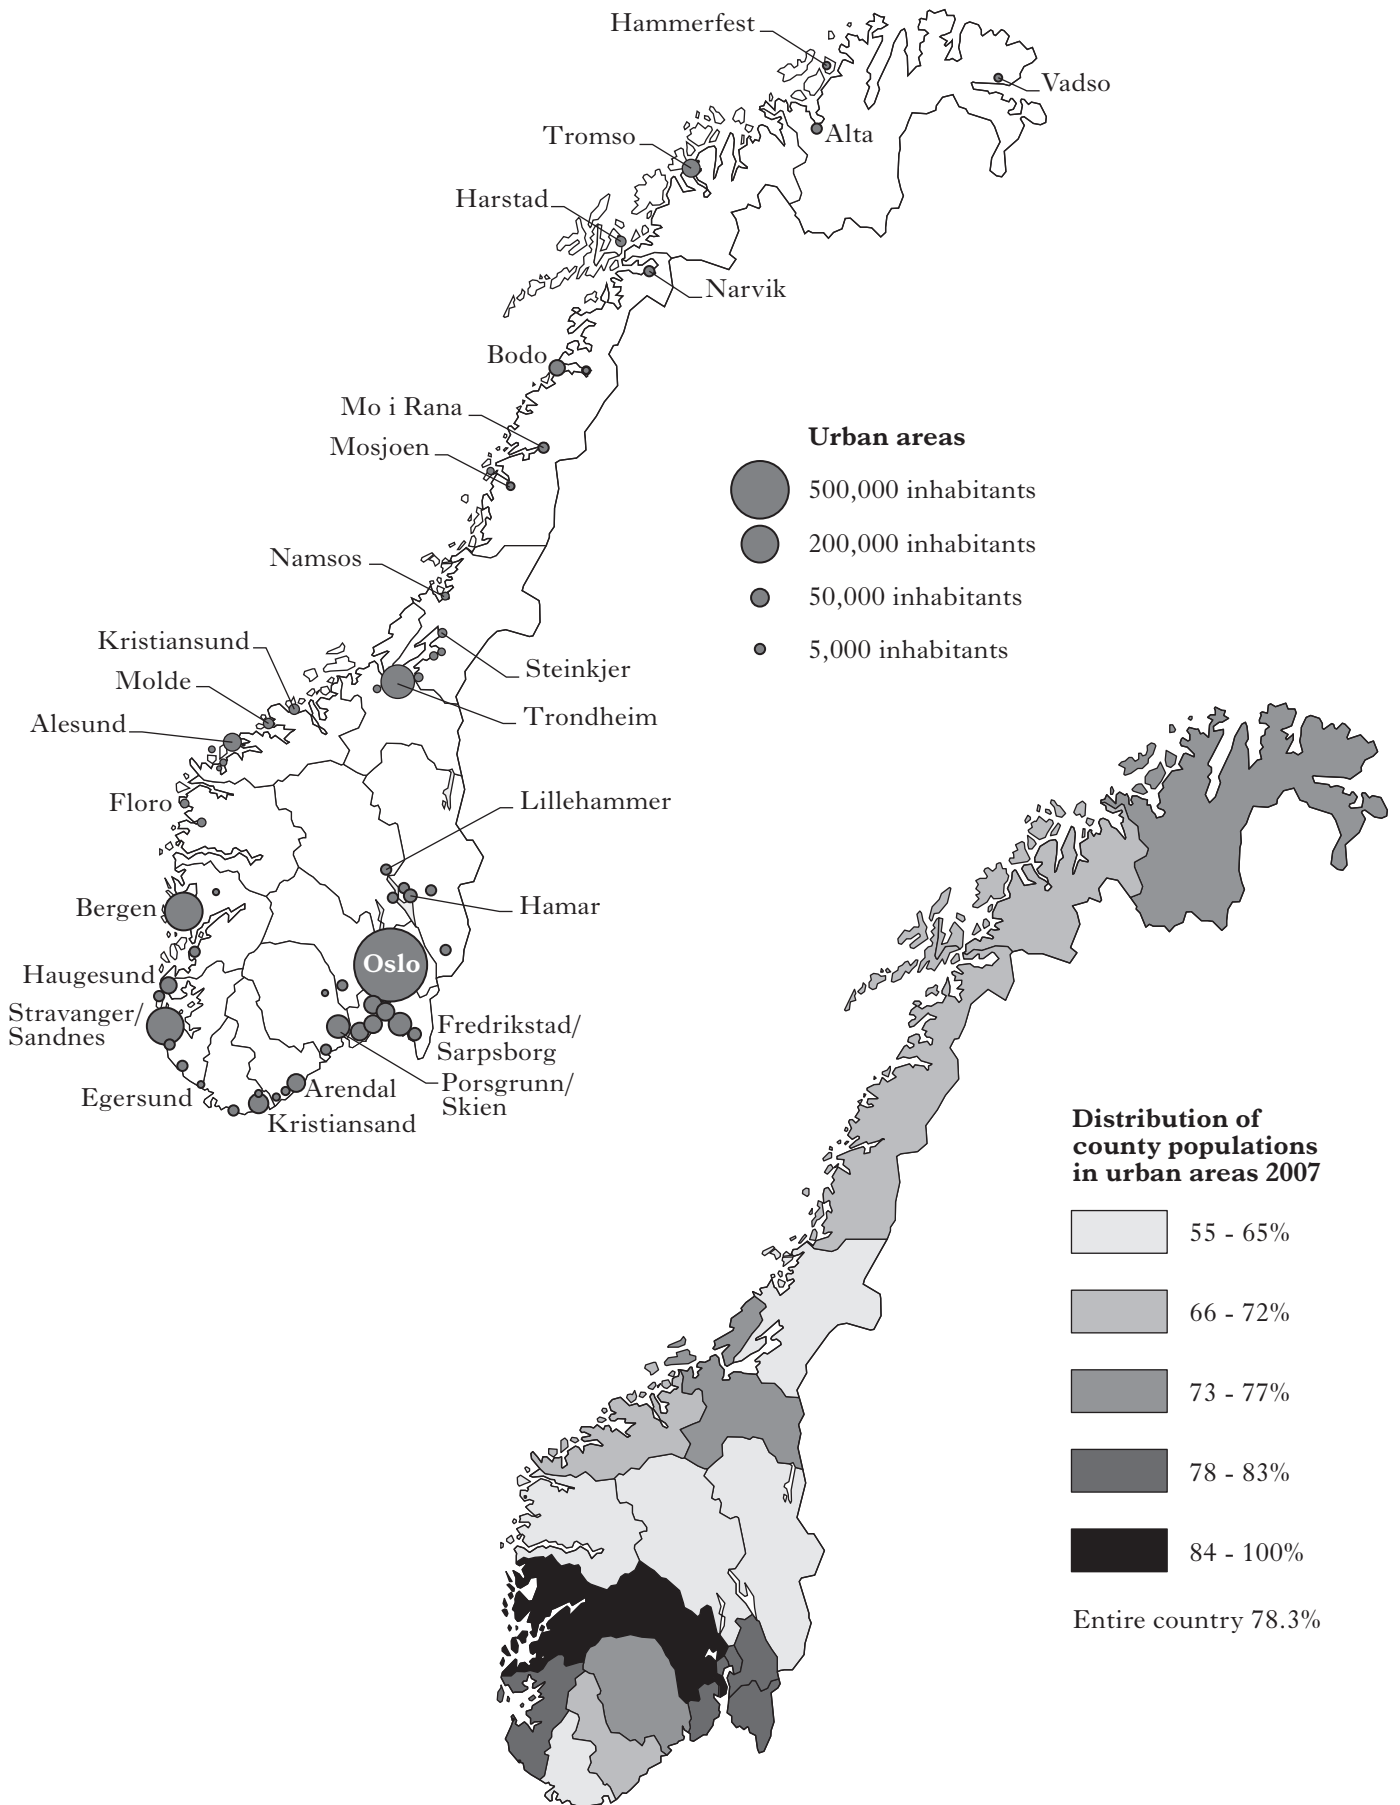 Hammerfest
Vadso
Alta
Tromso
Harstad
Narvik
Bodo
Mo i Rana
Mosjoen
Namsos
Kristiansund
Molde
Alesund
Steinkjer
Trondheim
Floro
Lillehammer
Bergen
Hamar
Oslo
Haugesund
Stravanger/
Sandnes
Fredrikstad/
Sarpsborg
Egersund
Arendal
Porsgrunn/
Skien
Kristiansand
Urban areas
500,000 inhabitants
200,000 inhabitants
50,000 inhabitants
5,000 inhabitants
Distribution of
county populations
in urban areas 2007
55 - 65%
66 - 72%
73 - 77%
78 - 83%
84 - 100%
Entire country 78.3%